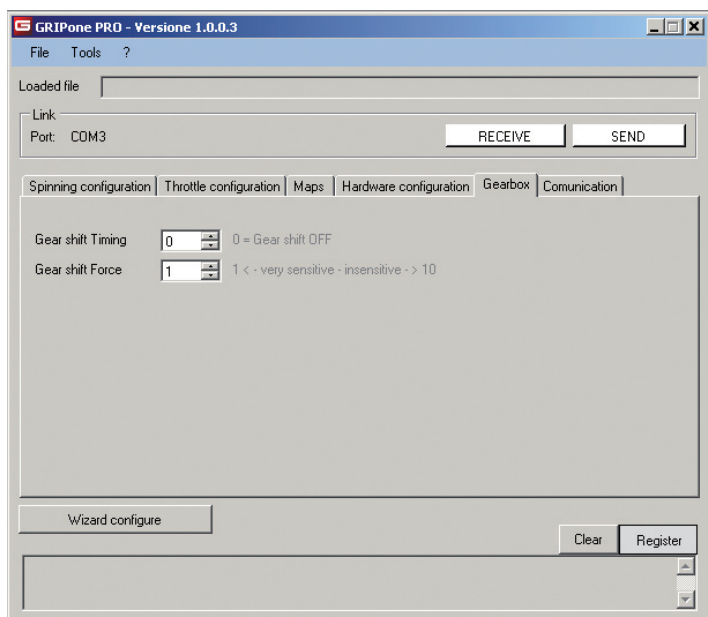 GRIPone PRO - Versione 1.0.0.3
File Tools ?
Loaded file
Link
Port: COM3 RECEIVE SEND
Spinning configuration Throttle configuration Maps Hardware configuration Gearbox Comunication
Gear shift Timing 0 0 = Gear shift OFF
Gear shift Force 1 1 < - very sensitive - insensitive - > 10
Wizard configure
Clear Register